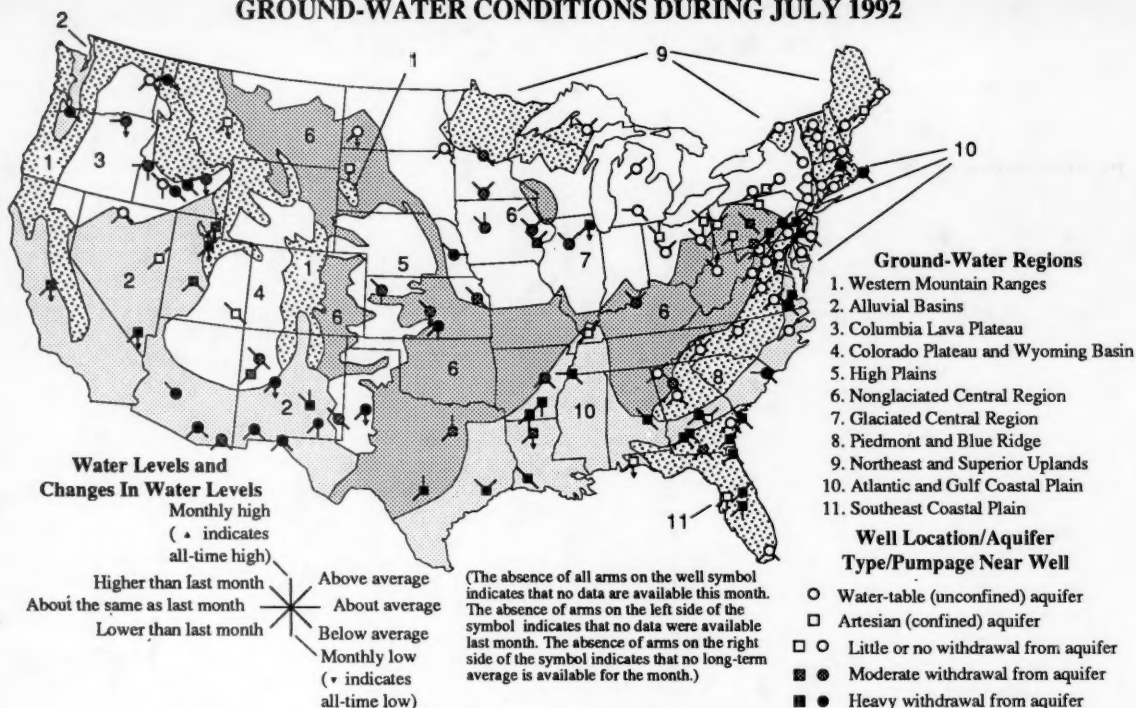 GROUND-WATER CONDITIONS DURING JULY 1992
2
1
9
6
1
3
10
6
2
5
7
1
4
6
6
6
8
2
10
11
Ground-Water Regions
1. Western Mountain Ranges
2. Alluvial Basins
3. Columbia Lava Plateau
4. Colorado Plateau and Wyoming Basin
5. High Plains
6. Nonglaciated Central Region
7. Glaciated Central Region
8. Piedmont and Blue Ridge
9. Northeast and Superior Uplands
10. Atlantic and Gulf Coastal Plain
11. Southeast Coastal Plain
Water Levels and
Changes In Water Levels
Monthly high
( ▲ indicates
all-time high)
Higher than last month
About the same as last month
Lower than last month
Above average
About average
Below average
Monthly low
( ▼ indicates
all-time low)
(The absence of all arms on the well symbol
indicates that no data are available this month.
The absence of arms on the left side of the
symbol indicates that no data were available
last month. The absence of arms on the right
side of the symbol indicates that no long-term
average is available for the month.)
Well Location/Aquifer
Type/Pumpage Near Well
Water-table (unconfined) aquifer
Artesian (confined) aquifer
Little or no withdrawal from aquifer
Moderate withdrawal from aquifer
Heavy withdrawal from aquifer